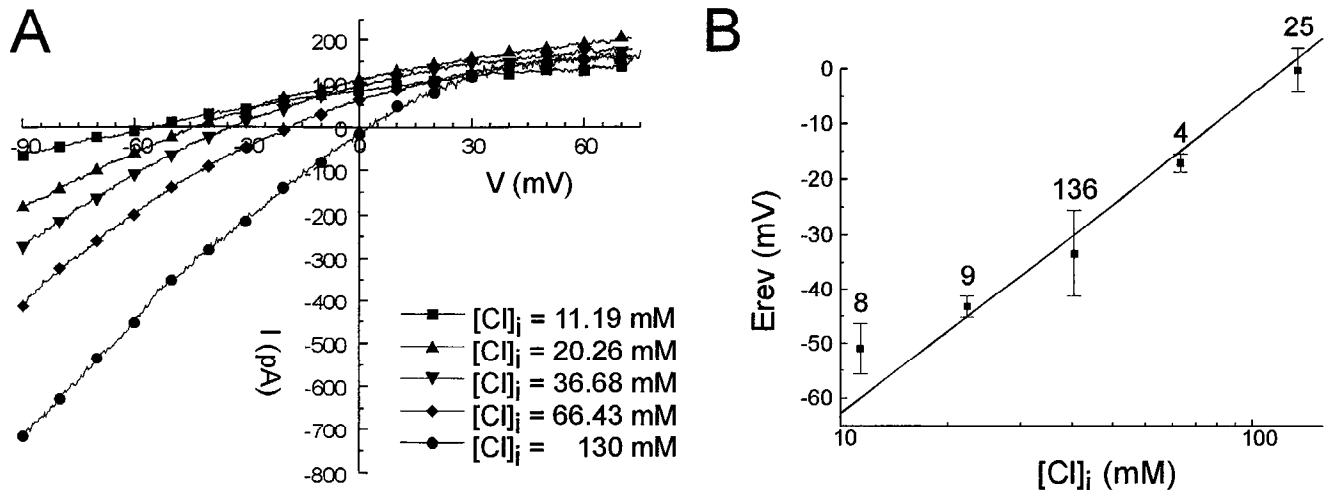 A
200
100
0
-90
-60
-30
0
30
60
V (mV)
-100
-200
-300
-400
-500
-600
-700
-800
I (pA)
[Cl]i = 11.19 mM
[Cl]i = 20.26 mM
[Cl]i = 36.68 mM
[Cl]i = 66.43 mM
[Cl]i = 130 mM
B
25
4
136
9
8
0
-10
-20
-30
-40
-50
-60
Erev (mV)
10
100
[Cl]i (mM)